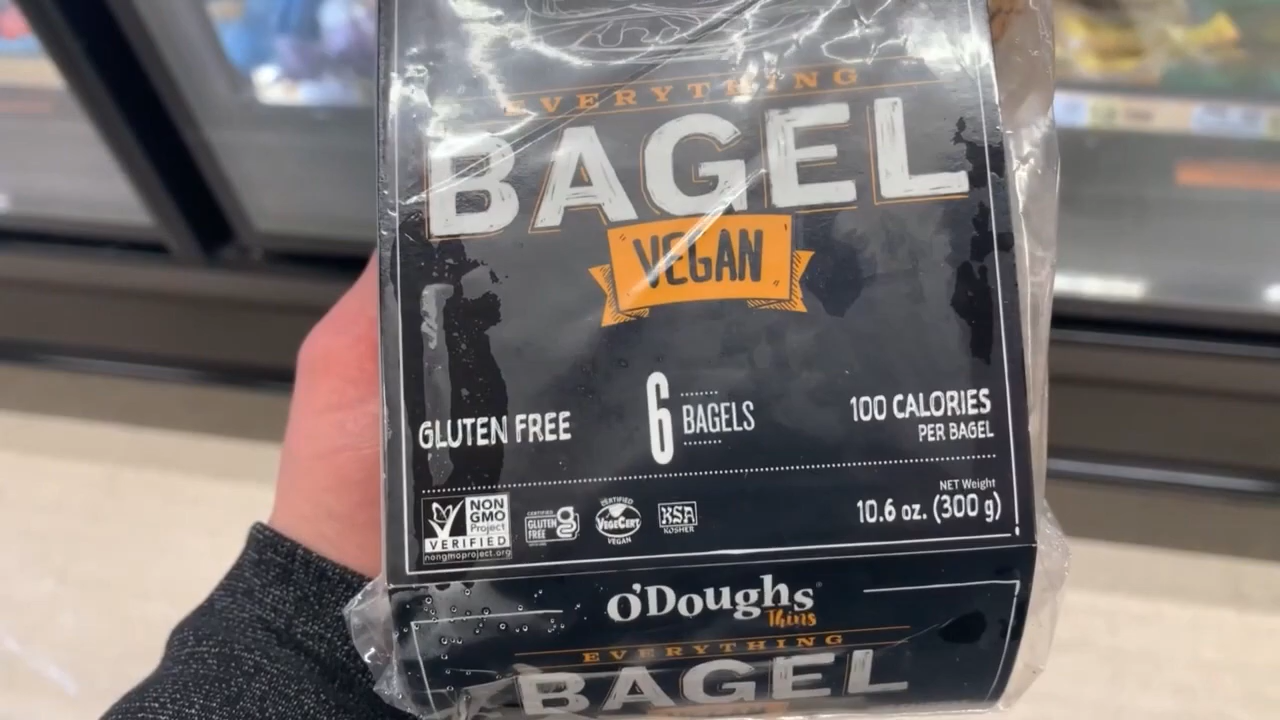 EVERYTHING
BAGEL
VEGAN
GLUTEN FREE
6 BAGELS
100 CALORIES
PER BAGEL
NET Weight
10.6 oz. (300 g)
NON
GMO
Project
VERIFIED
nongmoproject.org
CERTIFIED
GLUTEN
FREE
CERTIFIED
VEGECERT
VEGAN
KSA
KOSHER
O'Doughs
Thins
EVERYTHING
BAGEL